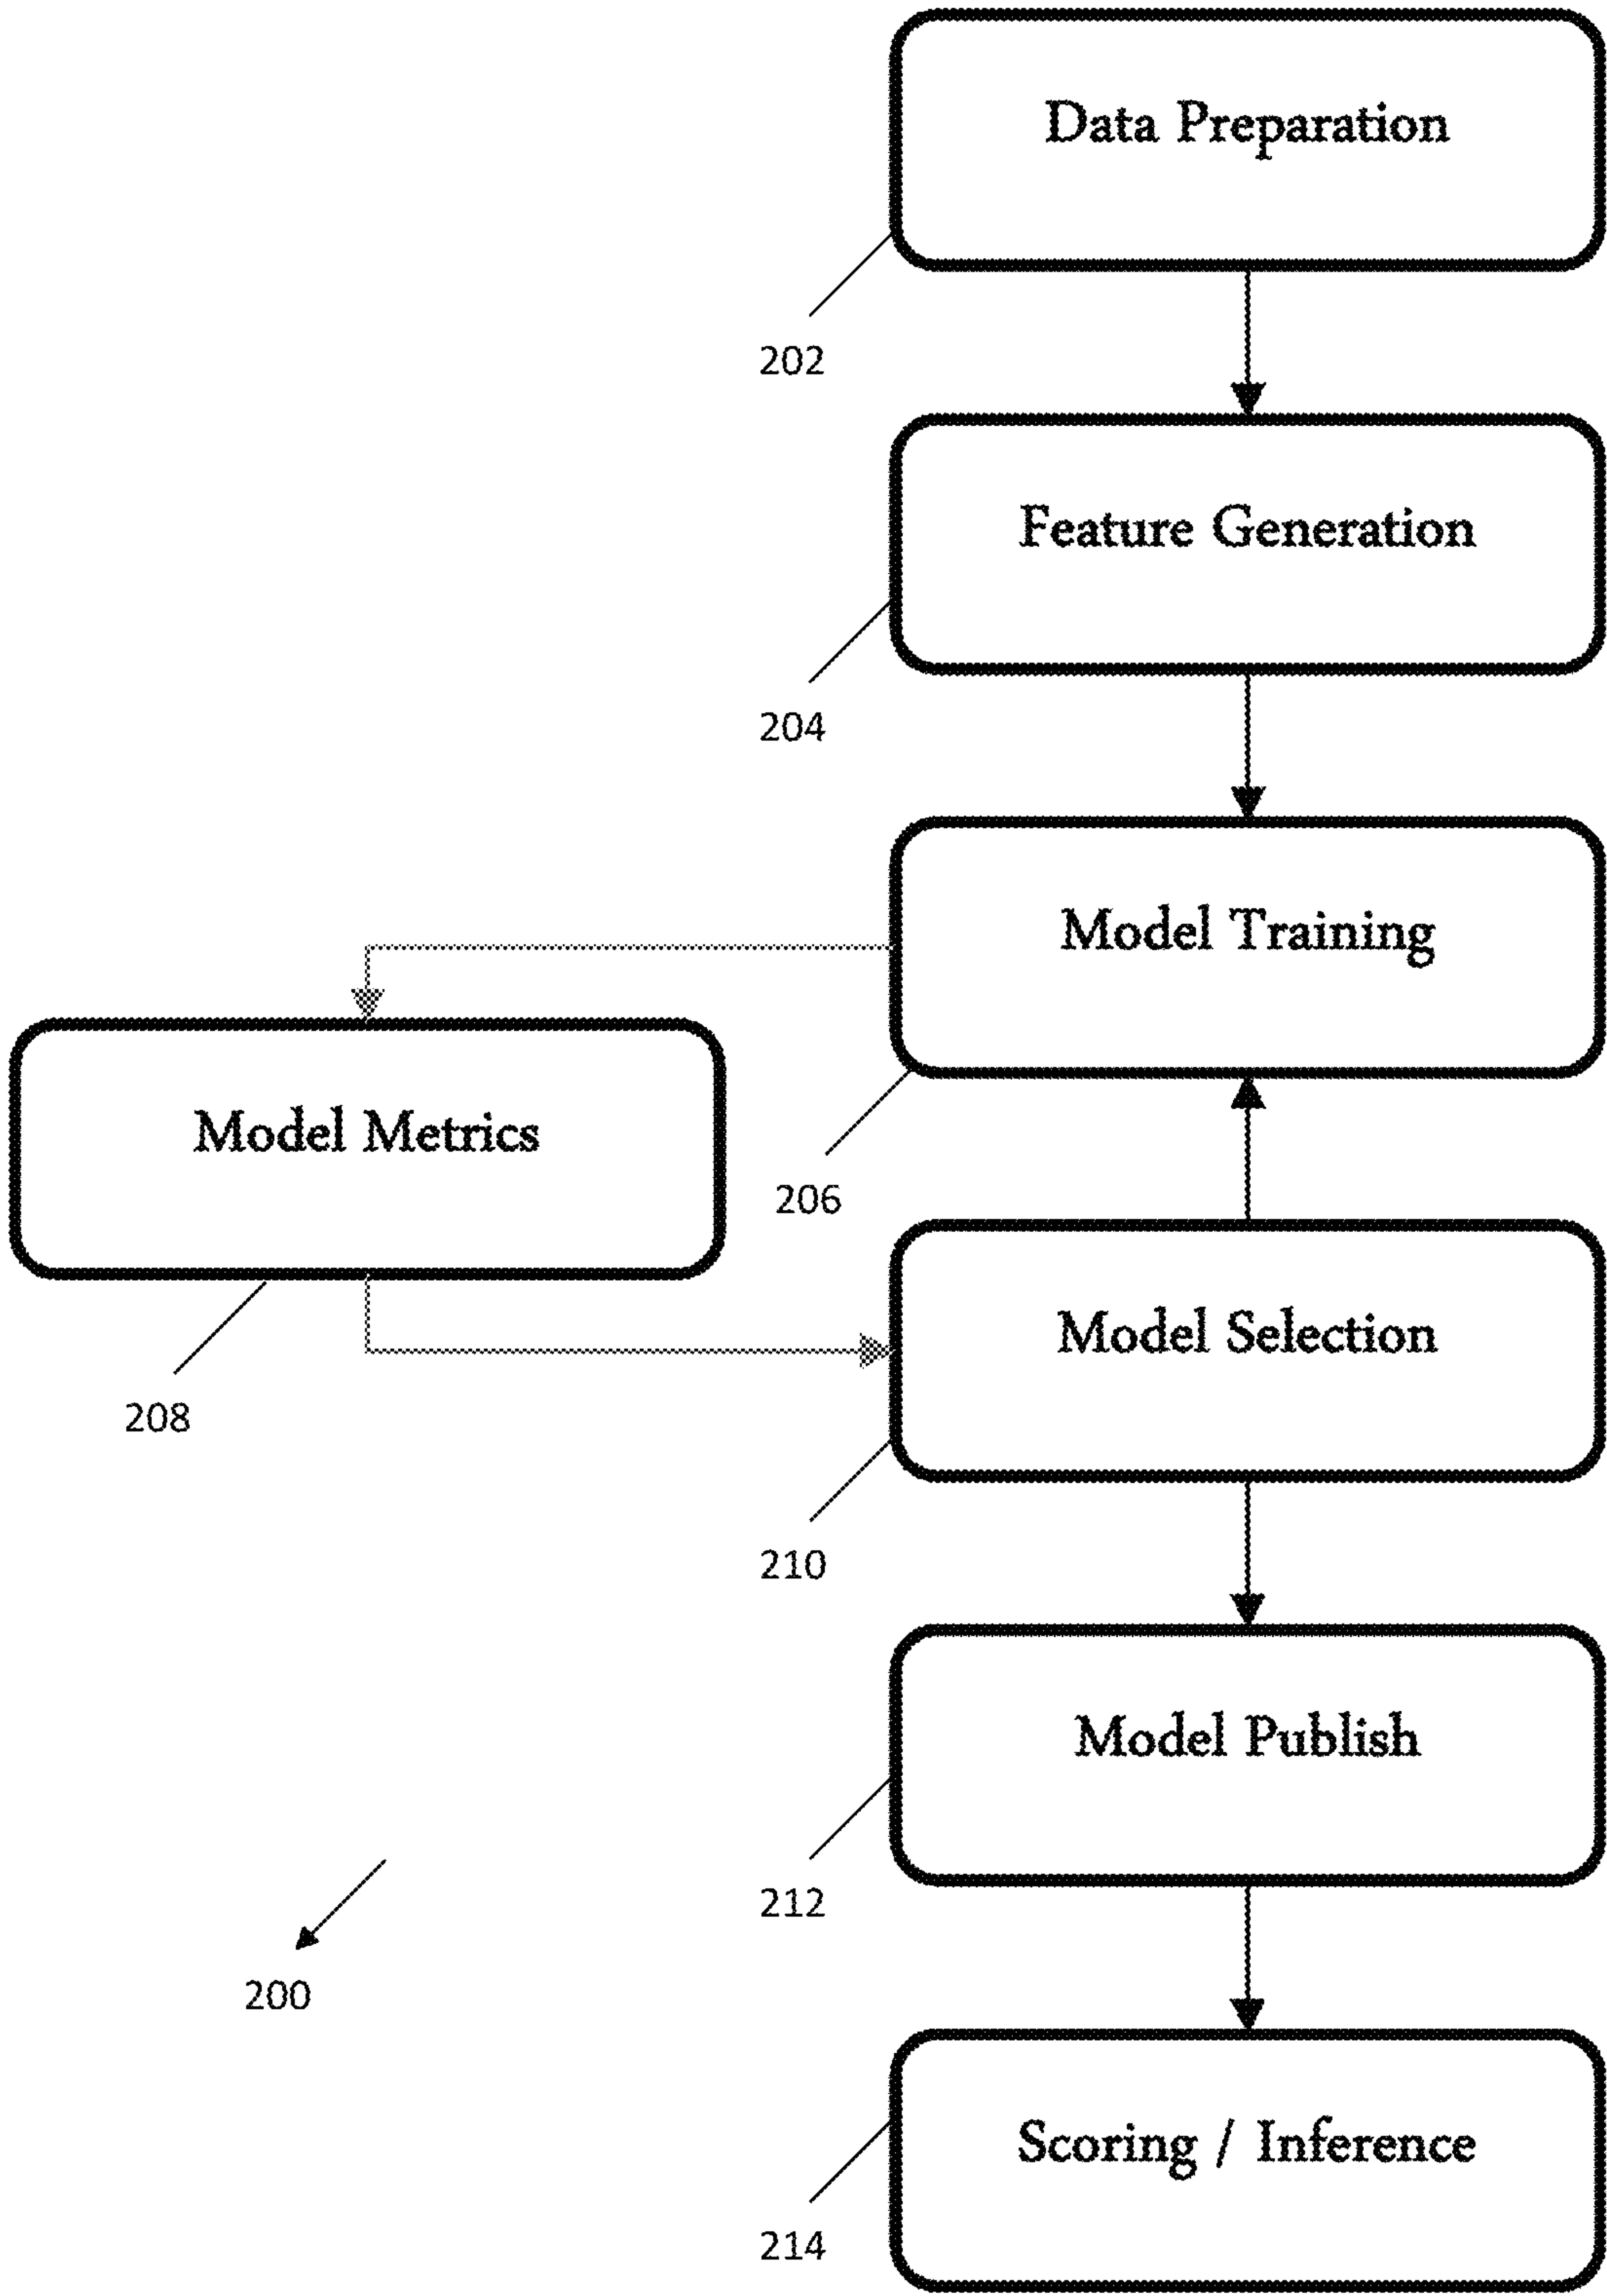 Data Preparation
202
Feature Generation
204
Model Training
206
Model Metrics
208
Model Selection
210
Model Publish
212
200
Scoring / Inference
214